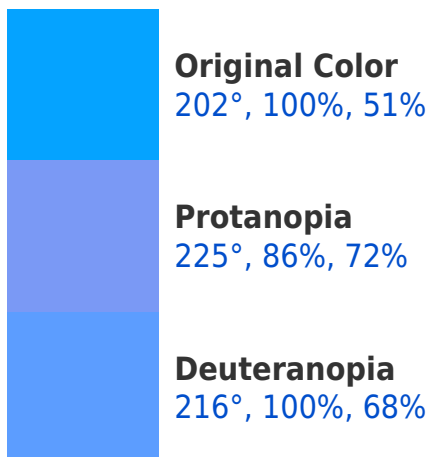 Original Color
202°, 100%, 51%
Protanopia
225°, 86%, 72%
Deuteranopia
216°, 100%, 68%